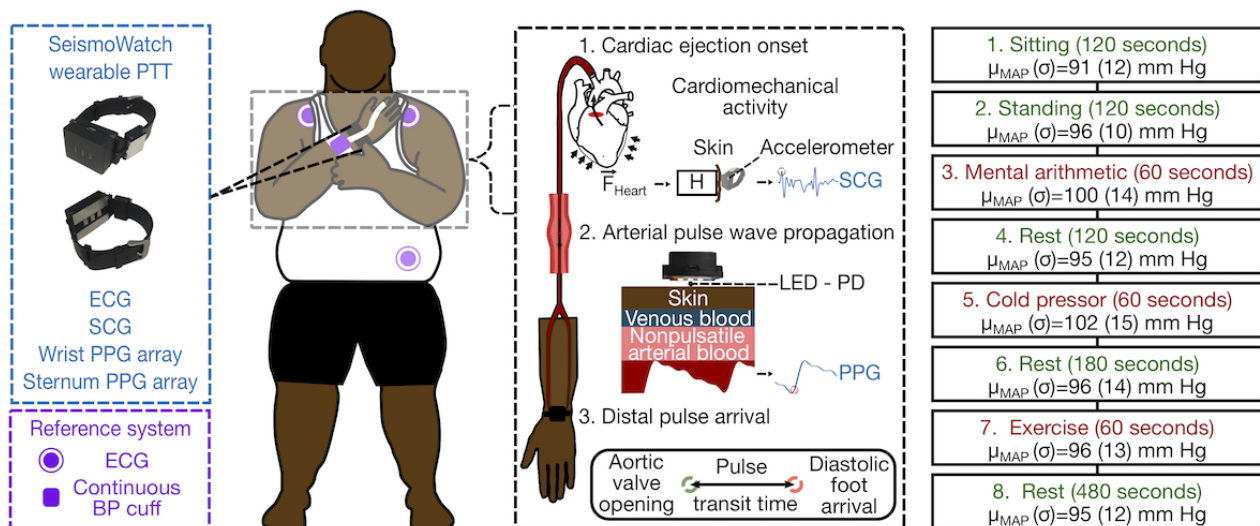 SeismoWatch
wearable PTT
ECG
SCG
Wrist PPG array
Sternum PPG array
Reference system
ECG
Continuous
BP cuff
1. Cardiac ejection onset
Cardiomechanical
activity
Skin
Accelerometer
F⃗Heart
H
SCG
2. Arterial pulse wave propagation
LED - PD
Skin
Venous blood
Nonpulsatile
arterial blood
PPG
3. Distal pulse arrival
Aortic
valve
opening
Pulse
transit time
Diastolic
foot
arrival
1. Sitting (120 seconds)
μMAP (σ)=91 (12) mm Hg
2. Standing (120 seconds)
μMAP (σ)=96 (10) mm Hg
3. Mental arithmetic (60 seconds)
μMAP (σ)=100 (14) mm Hg
4. Rest (120 seconds)
μMAP (σ)=95 (12) mm Hg
5. Cold pressor (60 seconds)
μMAP (σ)=102 (15) mm Hg
6. Rest (180 seconds)
μMAP (σ)=96 (14) mm Hg
7. Exercise (60 seconds)
μMAP (σ)=96 (13) mm Hg
8. Rest (480 seconds)
μMAP (σ)=95 (12) mm Hg